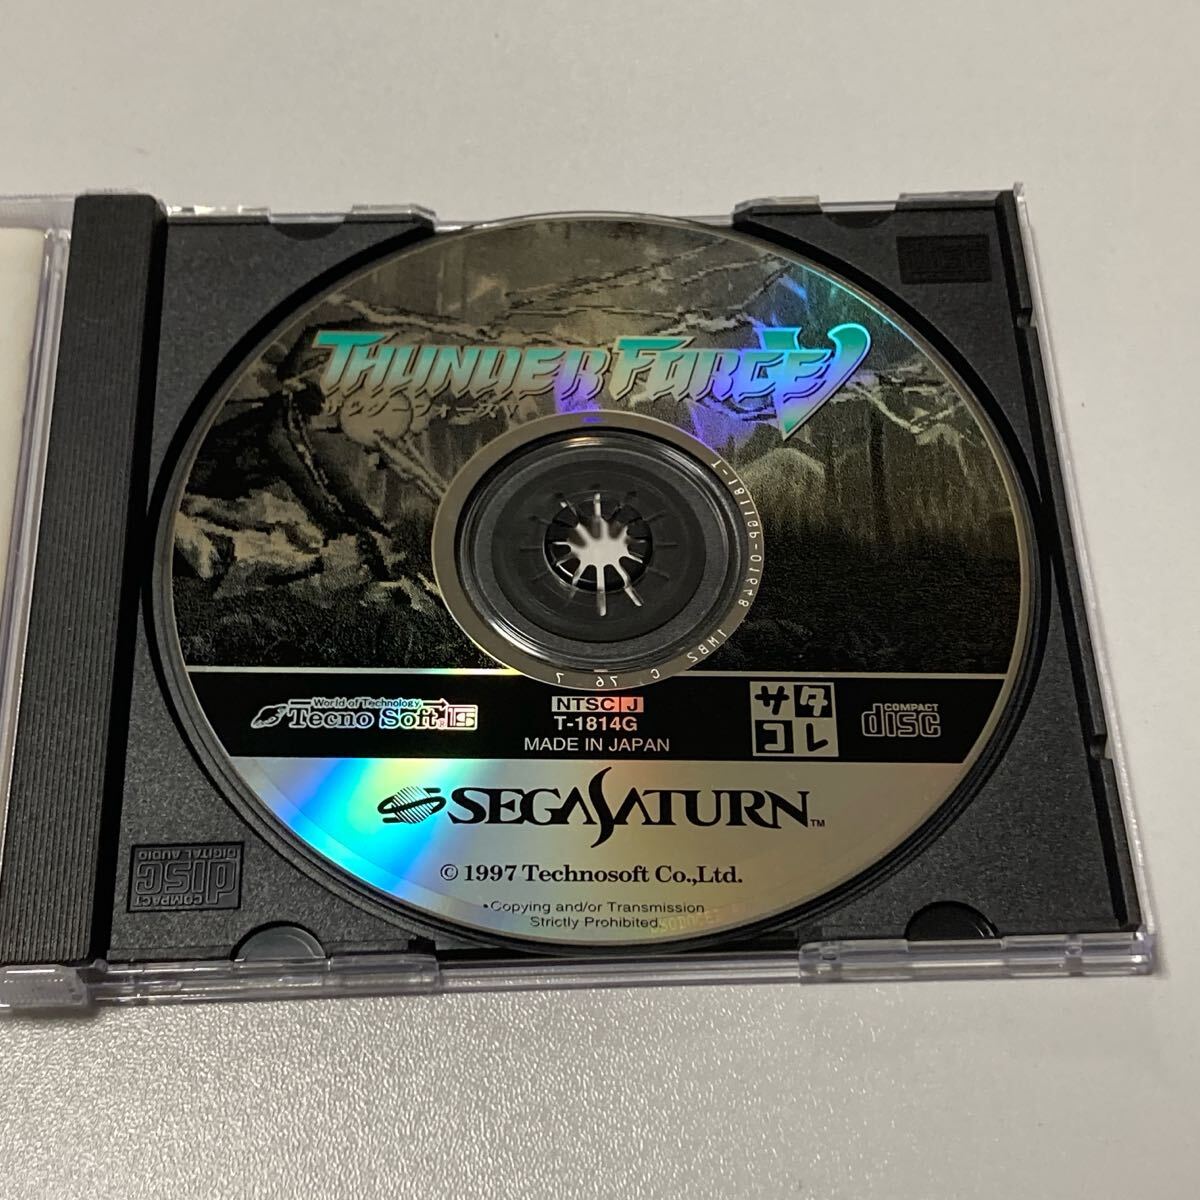 THUNDER FORCE V
サンダーフォースV
World of Technology
Tecno Soft®
NTSC J
T-1814G
MADE IN JAPAN
サタ
コレ
COMPACT
disc
SEGA SATURN™
© 1997 Technosoft Co.,Ltd.
•Copying and/or Transmission
Strictly Prohibited.
COMPACT
disc
DIGITAL AUDIO